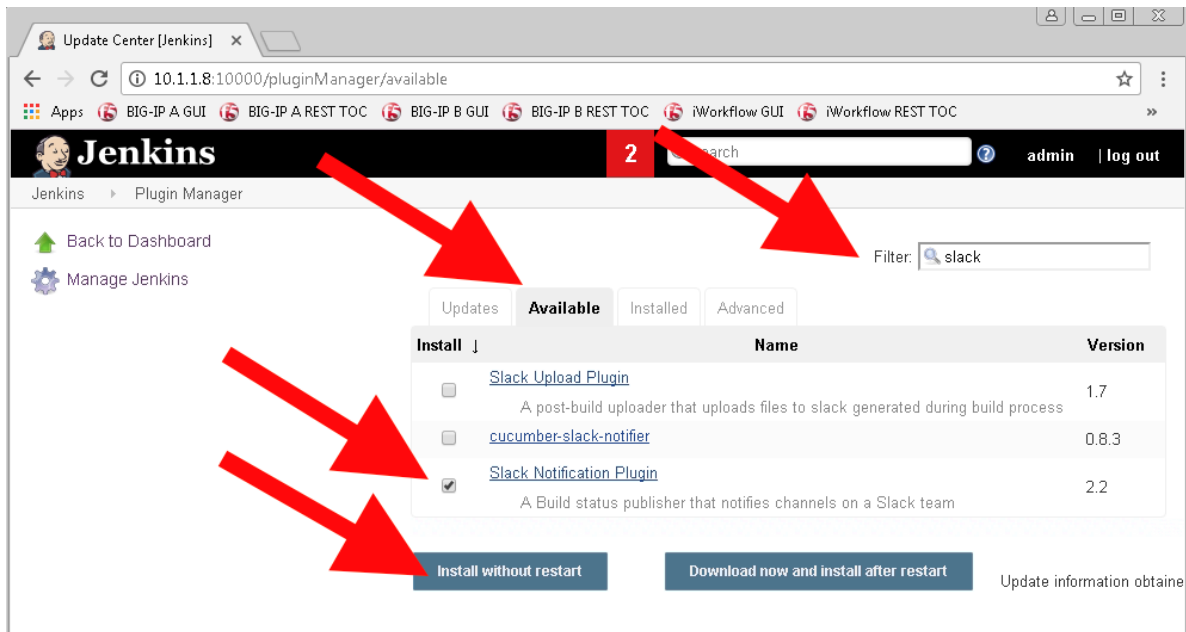 Update Center [Jenkins]
10.1.1.8:10000/pluginManager/available
Apps BIG-IP A GUI BIG-IP A REST TOC BIG-IP B GUI BIG-IP B REST TOC iWorkflow GUI iWorkflow REST TOC »
Jenkins 2 search ? admin | log out
Jenkins Plugin Manager
Back to Dashboard
Manage Jenkins
Filter: slack
Updates Available Installed Advanced
Install ↓ Name Version
Slack Upload Plugin
A post-build uploader that uploads files to slack generated during build process
1.7
cucumber-slack-notifier 0.8.3
Slack Notification Plugin
A Build status publisher that notifies channels on a Slack team
2.2
Install without restart Download now and install after restart Update information obtaine